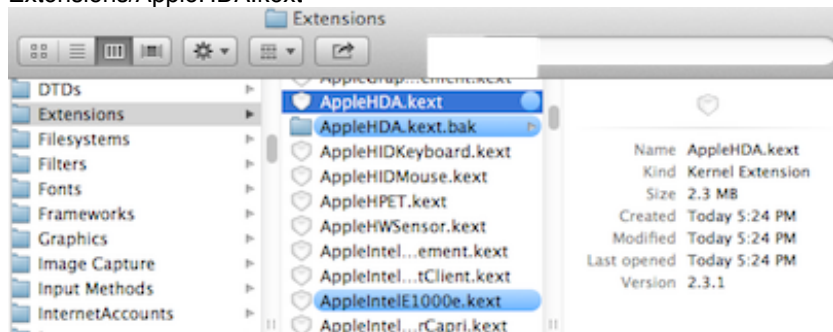 Extensions/AppleHDA.kext
Extensions
DTDs
Extensions
Filesystems
Filters
Fonts
Frameworks
Graphics
Image Capture
Input Methods
InternetAccounts
AppleHDA.kext
AppleHDA.kext.bak
AppleHIDKeyboard.kext
AppleHIDMouse.kext
AppleHPET.kext
AppleHWSensor.kext
AppleIntel...ement.kext
AppleIntel...tClient.kext
AppleIntelE1000e.kext
AppleIntel...rCapri.kext
Name AppleHDA.kext
Kind Kernel Extension
Size 2.3 MB
Created Today 5:24 PM
Modified Today 5:24 PM
Last opened Today 5:24 PM
Version 2.3.1